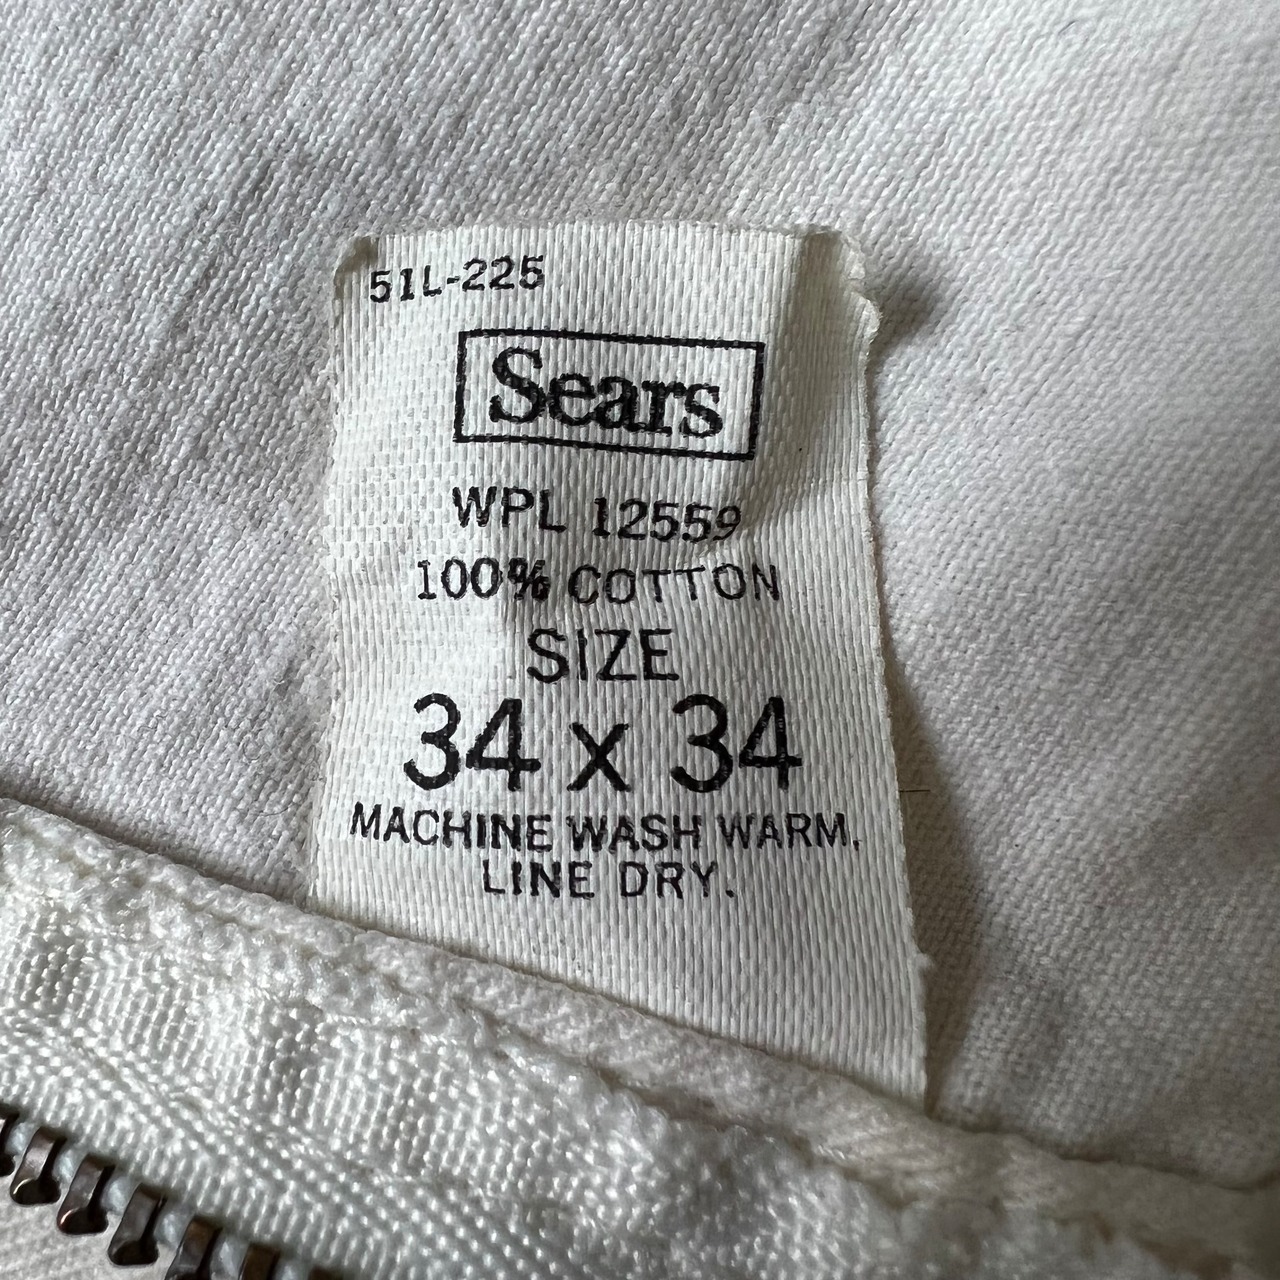 51L-225
Sears
WPL 12559
100% COTTON
SIZE
34 x 34
MACHINE WASH WARM.
LINE DRY.